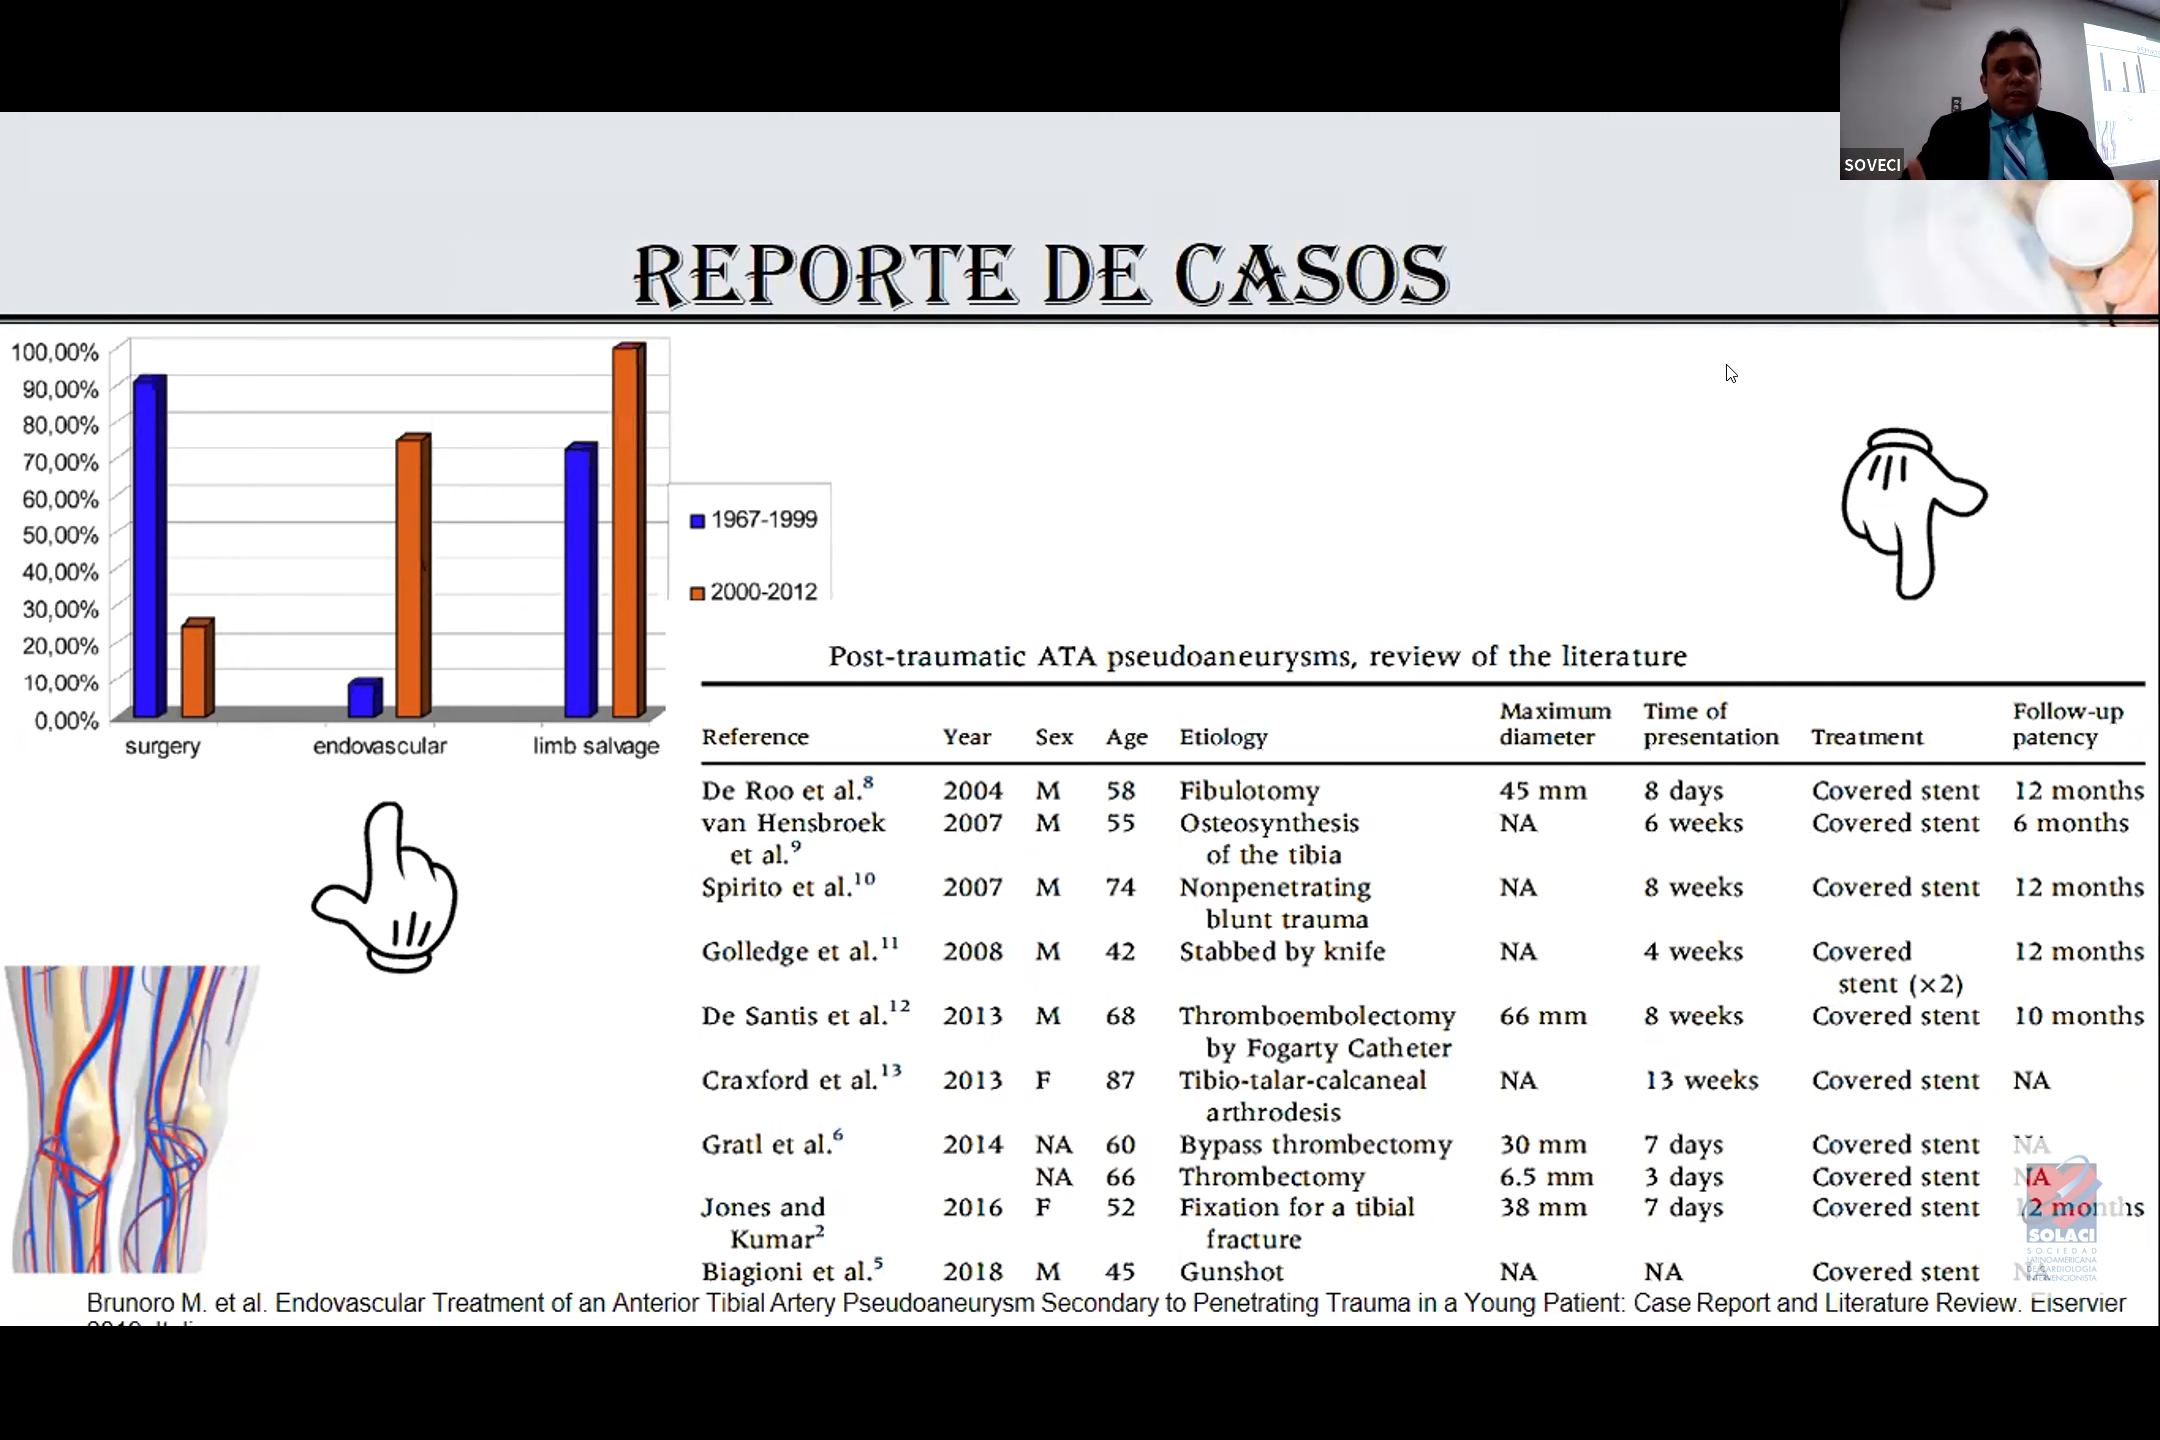 SOVECI
REPORTE DE CASOS
100,00%
90,00%
80,00%
70,00%
60,00%
50,00%
40,00%
30,00%
20,00%
10,00%
0,00%
surgery endovascular limb salvage
1967-1999
2000-2012
Post-traumatic ATA pseudoaneurysms, review of the literature
Reference Year Sex Age Etiology Maximum diameter Time of presentation Treatment Follow-up patency
De Roo et al.8 2004 M 58 Fibulotomy 45 mm 8 days Covered stent 12 months
van Hensbroek 2007 M 55 Osteosynthesis NA 6 weeks Covered stent 6 months
et al.9 of the tibia
Spirito et al.10 2007 M 74 Nonpenetrating NA 8 weeks Covered stent 12 months
blunt trauma
Golledge et al.11 2008 M 42 Stabbed by knife NA 4 weeks Covered 12 months
stent (×2)
De Santis et al.12 2013 M 68 Thromboembolectomy 66 mm 8 weeks Covered stent 10 months
by Fogarty Catheter
Craxford et al.13 2013 F 87 Tibio-talar-calcaneal NA 13 weeks Covered stent NA
arthrodesis
Gratl et al.6 2014 NA 60 Bypass thrombectomy 30 mm 7 days Covered stent NA
NA 66 Thrombectomy 6.5 mm 3 days Covered stent NA
Jones and 2016 F 52 Fixation for a tibial 38 mm 7 days Covered stent 12 months
Kumar2 fracture
Biagioni et al.5 2018 M 45 Gunshot NA NA Covered stent NA
SOLACI
SOCIEDAD
LATINOAMERICANA
DE CARDIOLOGIA
INTERVENCIONISTA
Brunoro M. et al. Endovascular Treatment of an Anterior Tibial Artery Pseudoaneurysm Secondary to Penetrating Trauma in a Young Patient: Case Report and Literature Review. Elservier